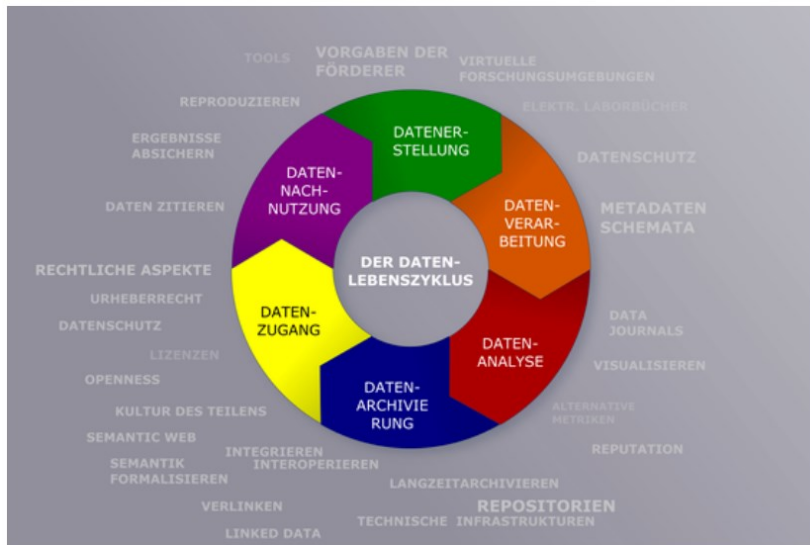 TOOLS
VORGABEN DER
FÖRDERER
VIRTUELLE
FORSCHUNGSUMGEBUNGEN
REPRODUZIEREN
ELEKTR. LABORBÜCHER
ERGEBNISSE
ABSICHERN
DATENSCHUTZ
DATEN ZITIEREN
METADATEN
SCHEMATA
RECHTLICHE ASPEKTE
URHEBERRECHT
DATENSCHUTZ
LIZENZEN
OPENNESS
KULTUR DES TEILENS
SEMANTIC WEB
SEMANTIK
FORMALISIEREN
INTEGRIEREN
INTEROPERIEREN
VERLINKEN
LINKED DATA
DATA
JOURNALS
VISUALISIEREN
ALTERNATIVE
METRIKEN
REPUTATION
LANGZEITARCHIVIEREN
REPOSITORIEN
TECHNISCHE INFRASTRUKTUREN
DATENER-
STELLUNG
DATEN-
VERAR-
BEITUNG
DATEN-
ANALYSE
DATEN-
ARCHIVIE
RUNG
DATEN-
ZUGANG
DATEN-
NACH-
NUTZUNG
DER DATEN-
LEBENSZYKLUS